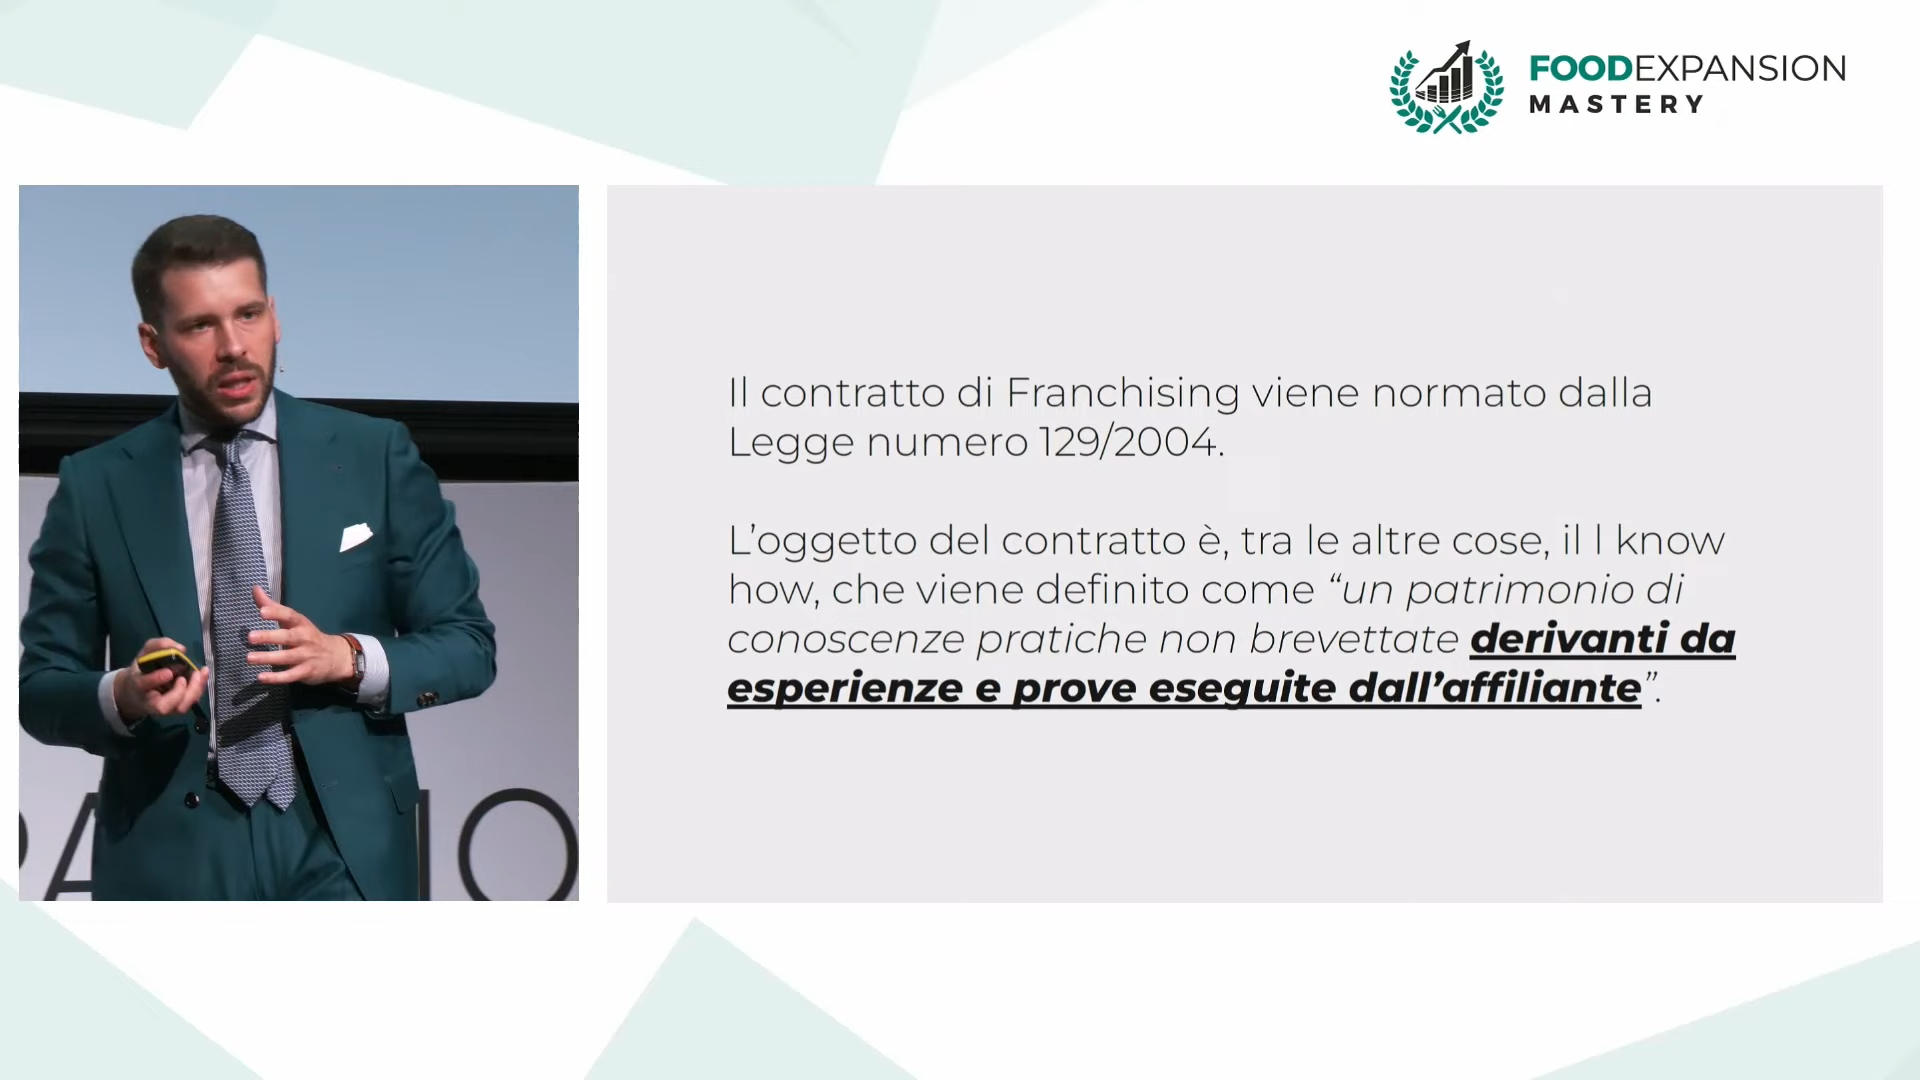 FOODEXPANSION
MASTERY
Il contratto di Franchising viene normato dalla
Legge numero 129/2004.
L’oggetto del contratto è, tra le altre cose, il l know
how, che viene definito come “un patrimonio di
conoscenze pratiche non brevettate derivanti da
esperienze e prove eseguite dall’affiliante”.